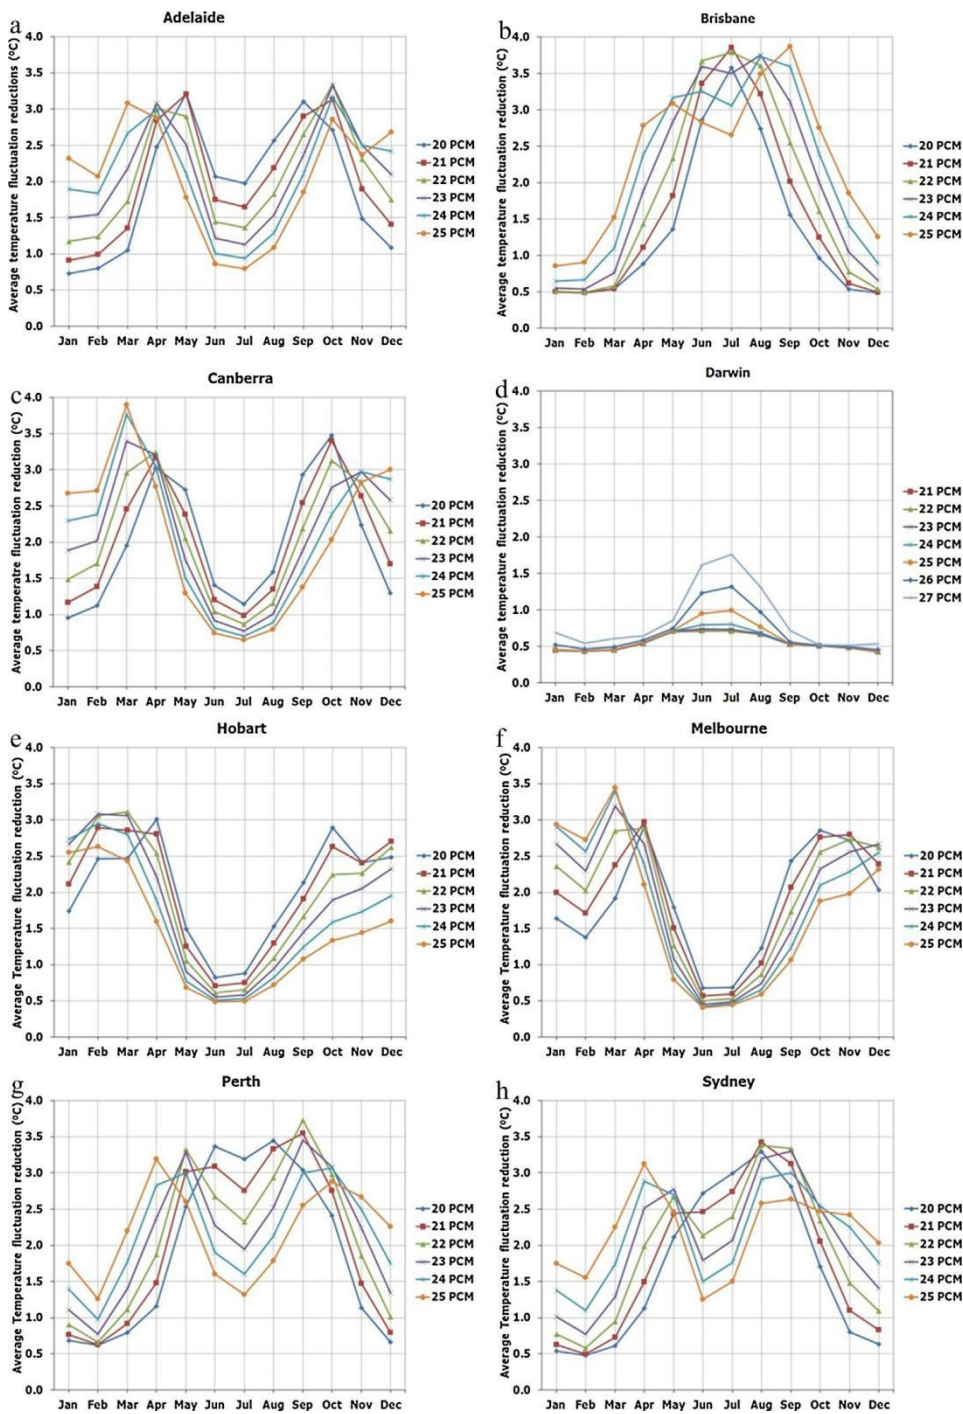 a
Adelaide
Average temperature fluctuation reductions (°C)
4.0
3.5
3.0
2.5
2.0
1.5
1.0
0.5
0.0
Jan Feb Mar Apr May Jun Jul Aug Sep Oct Nov Dec
20 PCM
21 PCM
22 PCM
23 PCM
24 PCM
25 PCM
b
Brisbane
Average temperature fluctuation reduction (°C)
4.0
3.5
3.0
2.5
2.0
1.5
1.0
0.5
0.0
Jan Feb Mar Apr May Jun Jul Aug Sep Oct Nov Dec
20 PCM
21 PCM
22 PCM
23 PCM
24 PCM
25 PCM
c
Canberra
Average temperatre fluctuation reduction (°C)
4.0
3.5
3.0
2.5
2.0
1.5
1.0
0.5
0.0
Jan Feb Mar Apr May Jun Jul Aug Sep Oct Nov Dec
20 PCM
21 PCM
22 PCM
23 PCM
24 PCM
25 PCM
d
Darwin
Average temperature fluctuation reduction (°C)
4.0
3.5
3.0
2.5
2.0
1.5
1.0
0.5
0.0
Jan Feb Mar Apr May Jun Jul Aug Sep Oct Nov Dec
21 PCM
22 PCM
23 PCM
24 PCM
25 PCM
26 PCM
27 PCM
e
Hobart
Average Temperature fluctuation reduction (°C)
4.0
3.5
3.0
2.5
2.0
1.5
1.0
0.5
0.0
Jan Feb Mar Apr May Jun Jul Aug Sep Oct Nov Dec
20 PCM
21 PCM
22 PCM
23 PCM
24 PCM
25 PCM
f
Melbourne
Average Temperature fluctuation reduction (°C)
4.0
3.5
3.0
2.5
2.0
1.5
1.0
0.5
0.0
Jan Feb Mar Apr May Jun Jul Aug Sep Oct Nov Dec
20 PCM
21 PCM
22 PCM
23 PCM
24 PCM
25 PCM
g
Perth
Average Temperature fluctuation reduction (°C)
4.0
3.5
3.0
2.5
2.0
1.5
1.0
0.5
0.0
Jan Feb Mar Apr May Jun Jul Aug Sep Oct Nov Dec
20 PCM
21 PCM
22 PCM
23 PCM
24 PCM
25 PCM
h
Sydney
Average Temperature fluctuation reduction (°C)
4.0
3.5
3.0
2.5
2.0
1.5
1.0
0.5
0.0
Jan Feb Mar Apr May Jun Jul Aug Sep Oct Nov Dec
20 PCM
21 PCM
22 PCM
23 PCM
24 PCM
25 PCM